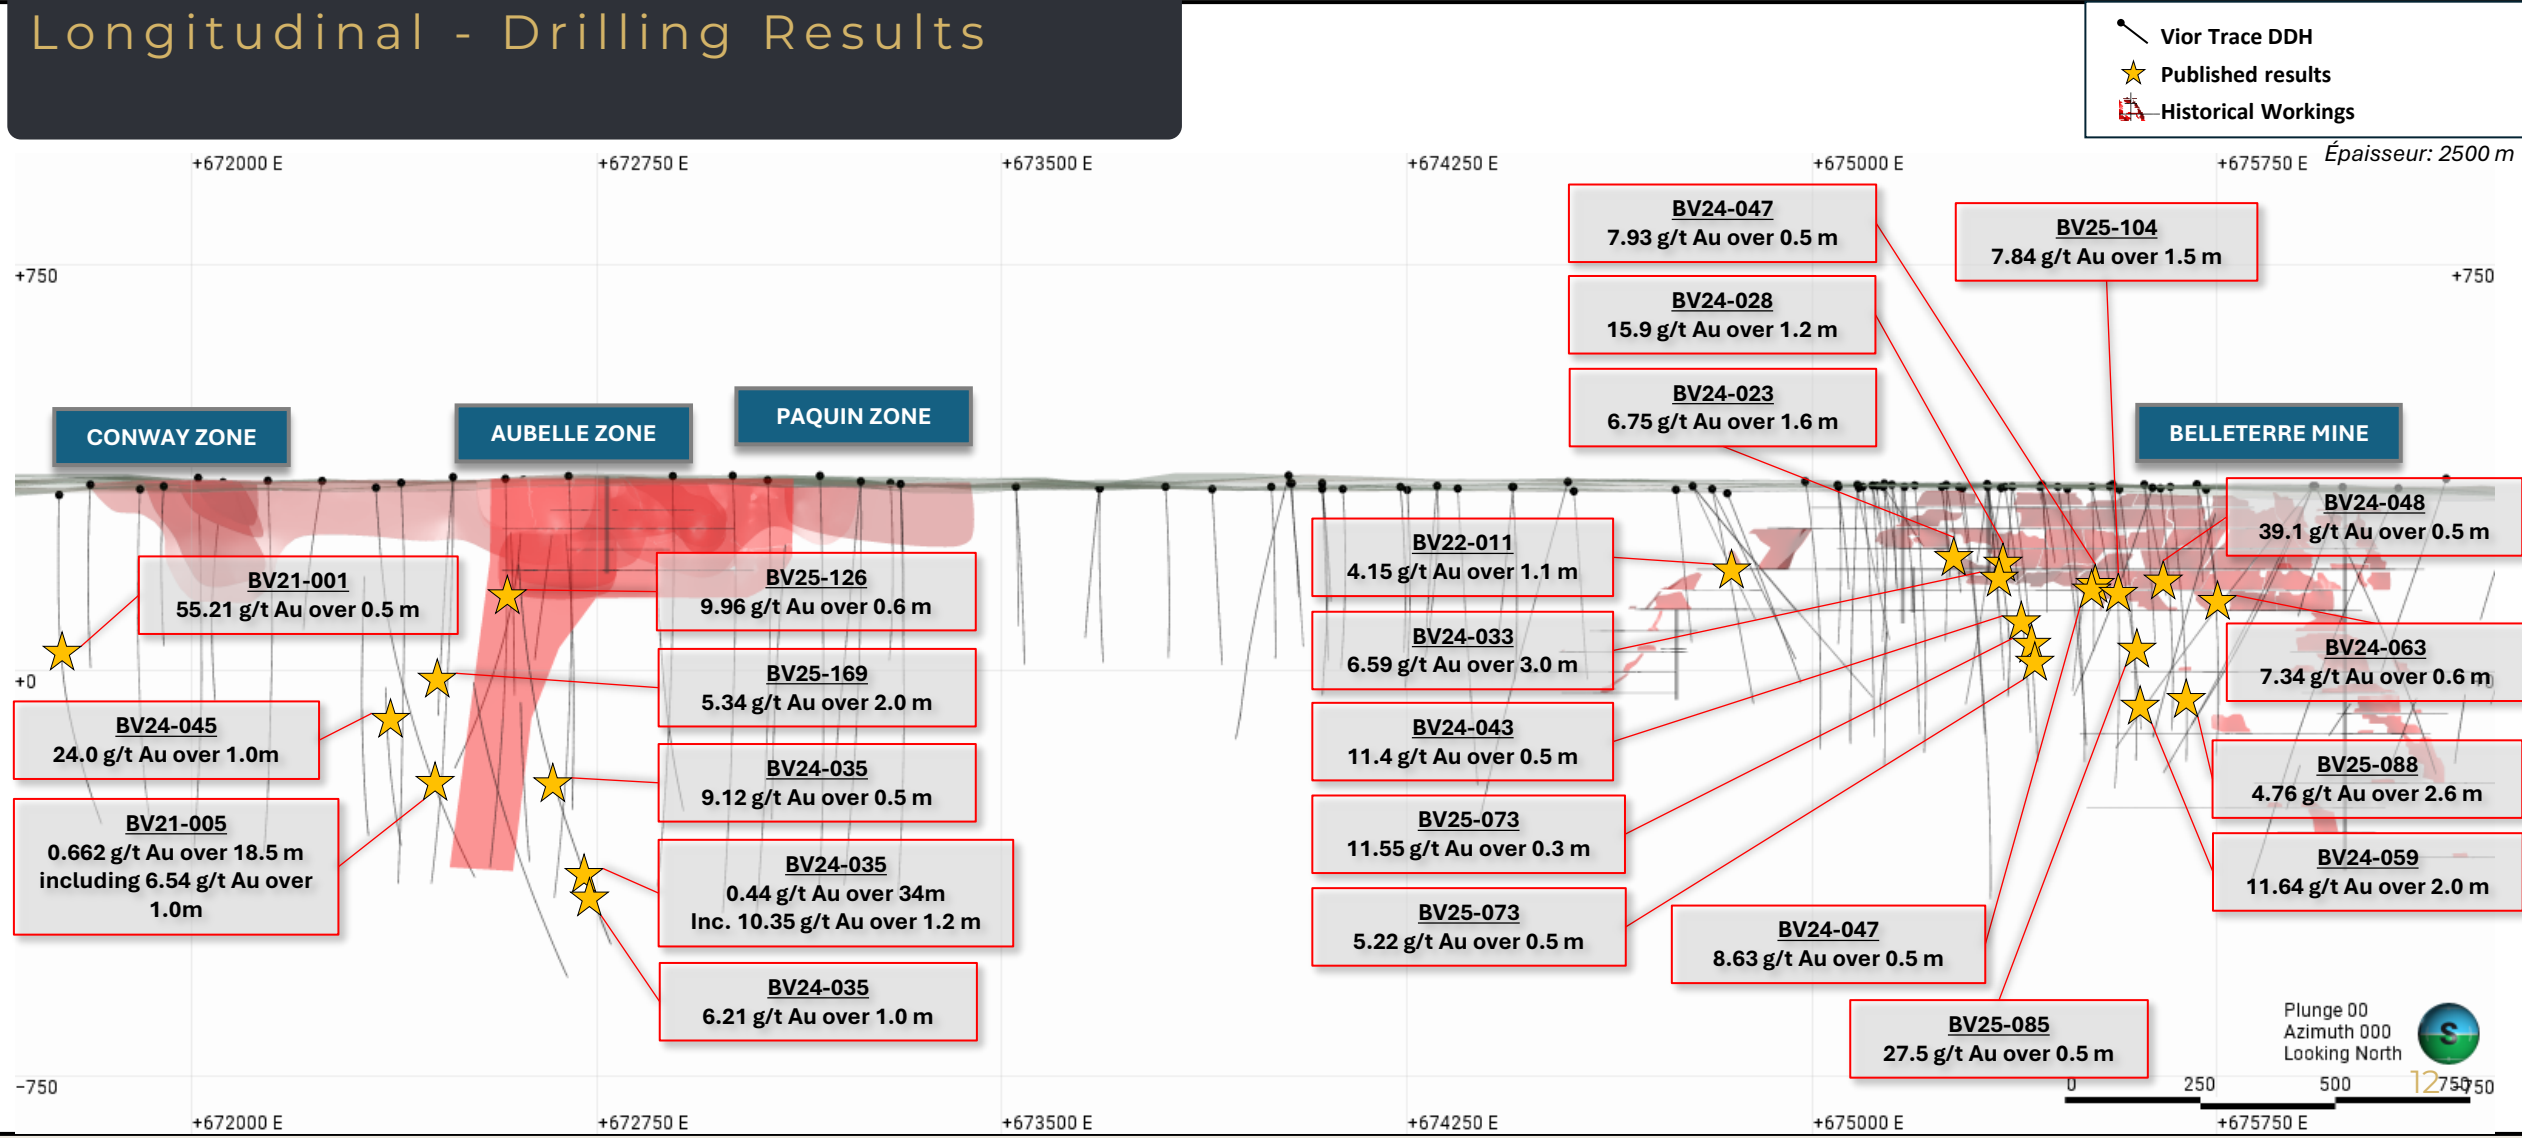 Longitudinal - Drilling Results
Vior Trace DDH
Published results
Historical Workings
Épaisseur: 2500 m
+672000 E
+672750 E
+673500 E
+674250 E
+675000 E
+675750 E
+750
+750
BV24-047
7.93 g/t Au over 0.5 m
BV25-104
7.84 g/t Au over 1.5 m
BV24-028
15.9 g/t Au over 1.2 m
BV24-023
6.75 g/t Au over 1.6 m
CONWAY ZONE
AUBELLE ZONE
PAQUIN ZONE
BELLETERRE MINE
BV21-001
55.21 g/t Au over 0.5 m
BV25-126
9.96 g/t Au over 0.6 m
BV22-011
4.15 g/t Au over 1.1 m
BV24-048
39.1 g/t Au over 0.5 m
+0
BV25-169
5.34 g/t Au over 2.0 m
BV24-033
6.59 g/t Au over 3.0 m
BV24-063
7.34 g/t Au over 0.6 m
BV24-045
24.0 g/t Au over 1.0m
BV24-035
9.12 g/t Au over 0.5 m
BV24-043
11.4 g/t Au over 0.5 m
BV25-088
4.76 g/t Au over 2.6 m
BV21-005
0.662 g/t Au over 18.5 m
including 6.54 g/t Au over
1.0m
BV24-035
0.44 g/t Au over 34m
Inc. 10.35 g/t Au over 1.2 m
BV25-073
11.55 g/t Au over 0.3 m
BV24-059
11.64 g/t Au over 2.0 m
BV25-073
5.22 g/t Au over 0.5 m
BV24-047
8.63 g/t Au over 0.5 m
BV24-035
6.21 g/t Au over 1.0 m
BV25-085
27.5 g/t Au over 0.5 m
Plunge 00
Azimuth 000
Looking North
S
-750
0
250
500
750
12
-750
+672000 E
+672750 E
+673500 E
+674250 E
+675000 E
+675750 E